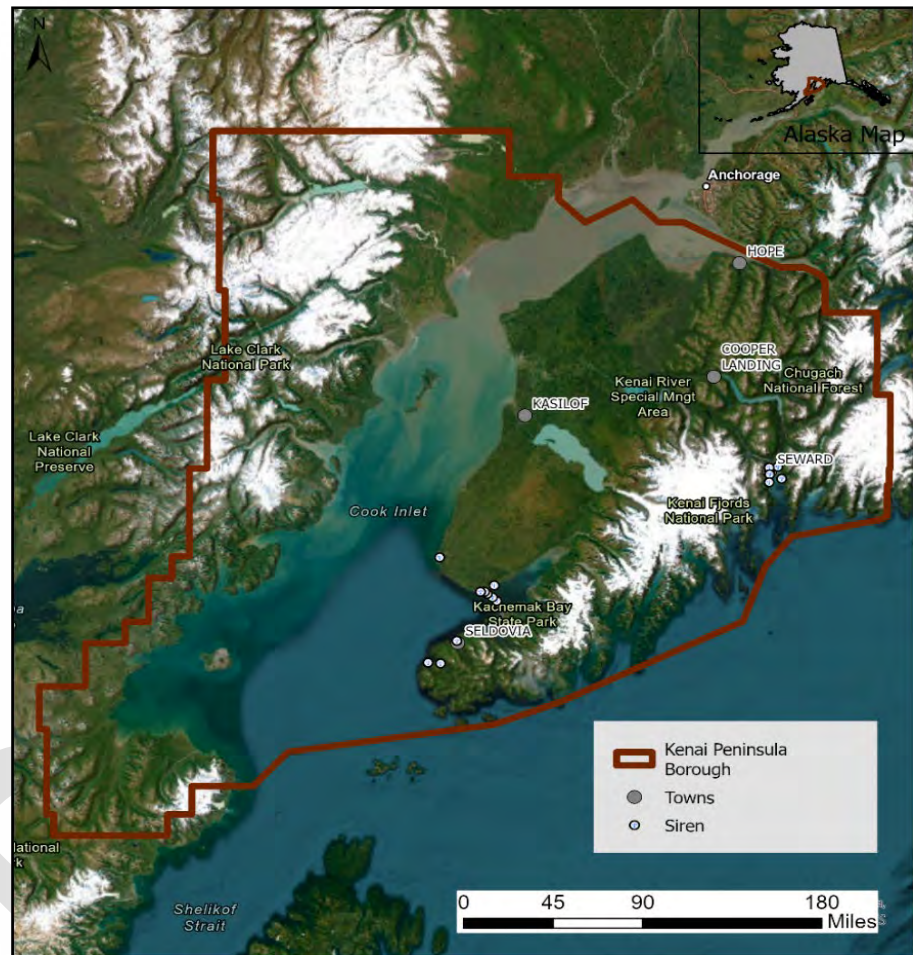 N
Alaska Map
Anchorage
HOPE
Lake Clark
National Park
COOPER
LANDING
Chugach
National Forest
Kenai River
Special Mngt
Area
KASILOF
Lake Clark
National
Preserve
SEWARD
Kenai Fjords
National Park
Cook Inlet
Kachemak Bay
State Park
SELDOVIA
Kenai Peninsula
Borough
Towns
Siren
National
0 45 90 180
Miles
Shelikof
Strait